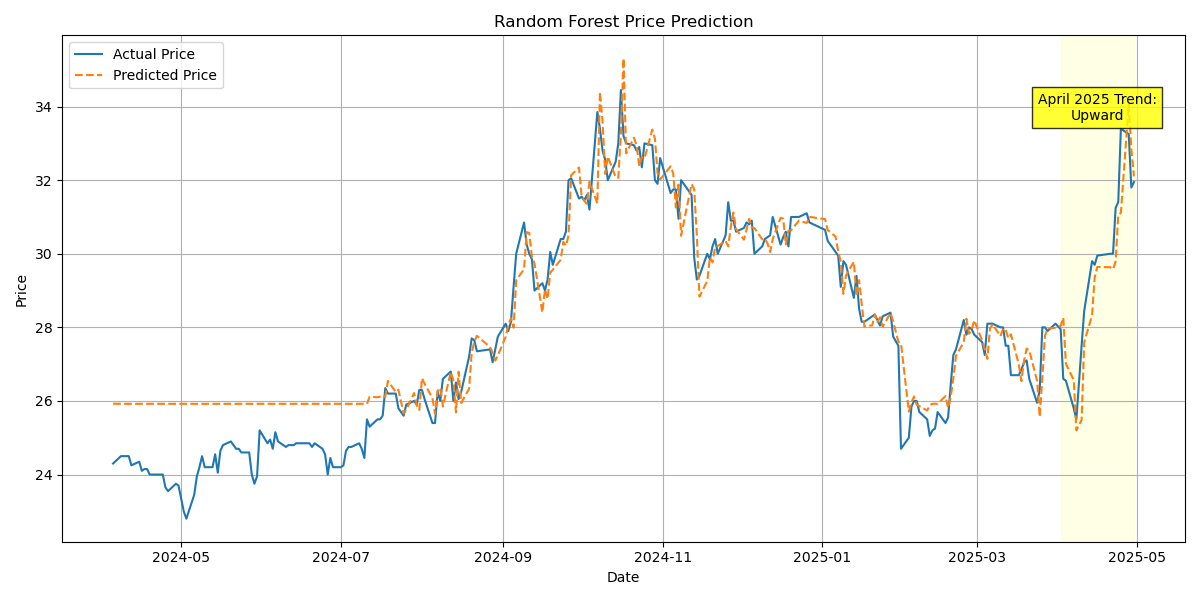 Random Forest Price Prediction
Actual Price
Predicted Price
April 2025 Trend:
Upward
Price
34
32
30
28
26
24
2024-05
2024-07
2024-09
2024-11
2025-01
2025-03
2025-05
Date